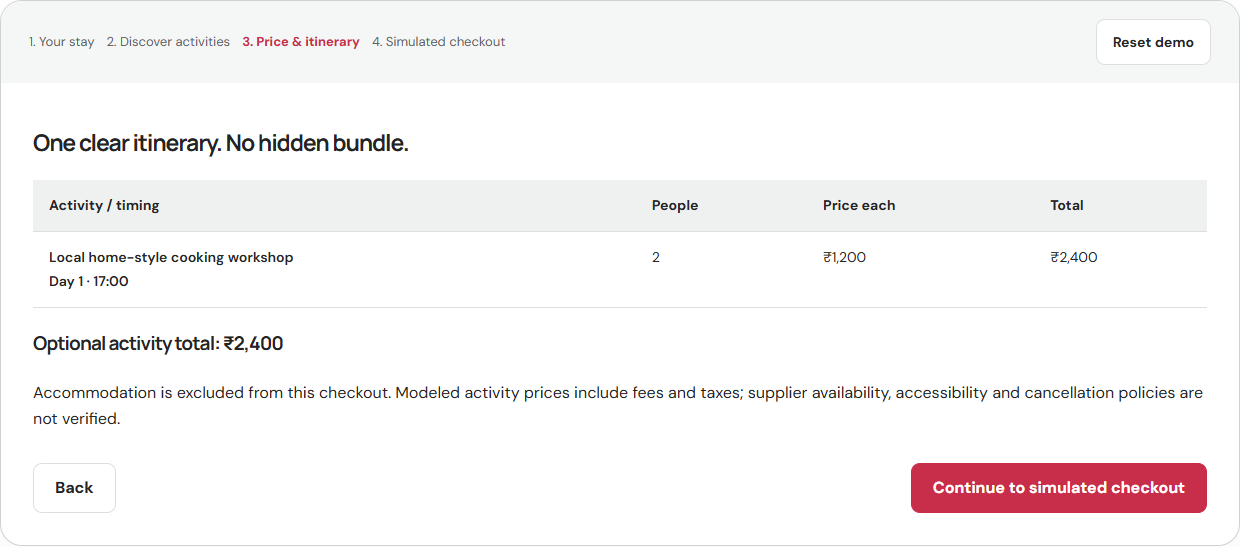 1. Your stay 2. Discover activities 3. Price & itinerary 4. Simulated checkout Reset demo
One clear itinerary. No hidden bundle.
Activity / timing People Price each Total
Local home-style cooking workshop 2 ₹1,200 ₹2,400
Day 1 · 17:00
Optional activity total: ₹2,400
Accommodation is excluded from this checkout. Modeled activity prices include fees and taxes; supplier availability, accessibility and cancellation policies are
not verified.
Back Continue to simulated checkout